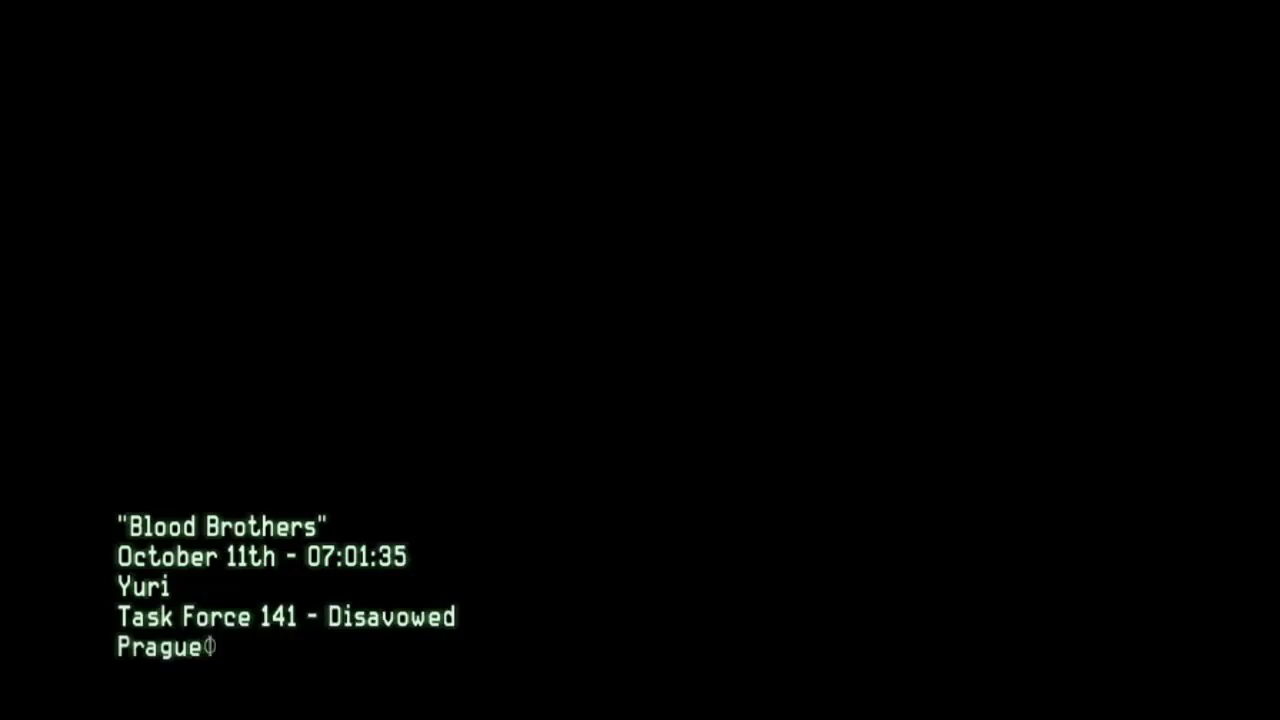 "Blood Brothers"
October 11th - 07:01:35
Yuri
Task Force 141 - Disavowed
Prague